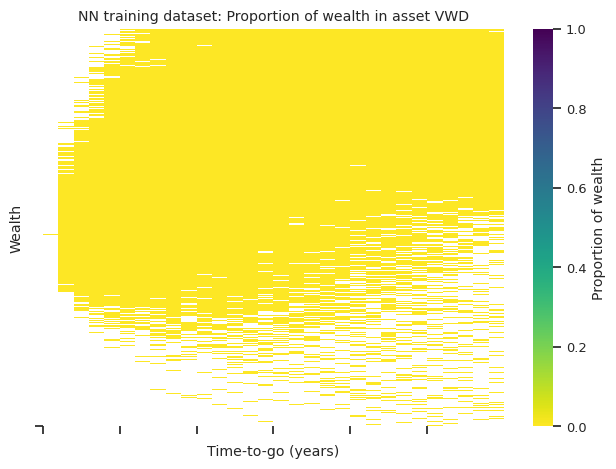 NN training dataset: Proportion of wealth in asset VWD
Wealth
Time-to-go (years)
1.0
0.8
0.6
0.4
0.2
0.0
Proportion of wealth